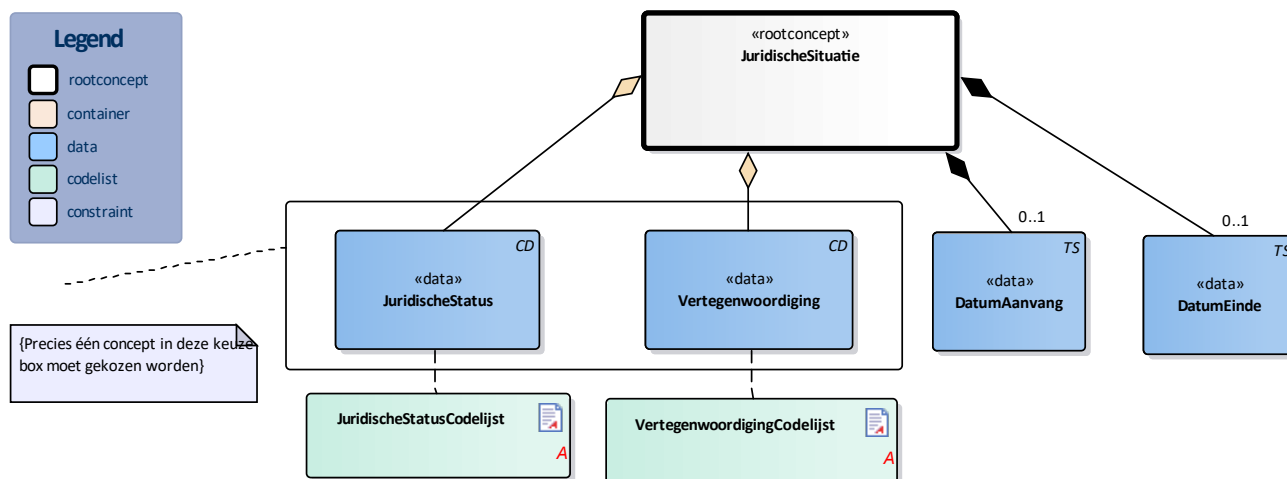 Legend
rootconcept
container
data
codelist
constraint
«rootconcept»
JuridischeSituatie
0..1
0..1
CD
«data»
JuridischeStatus
CD
«data»
Vertegenwoordiging
TS
«data»
DatumAanvang
TS
«data»
DatumEinde
{Precies één concept in deze keuze
box moet gekozen worden}
JuridischeStatusCodelijst
A
A
VertegenwoordigingCodelijst
A
A